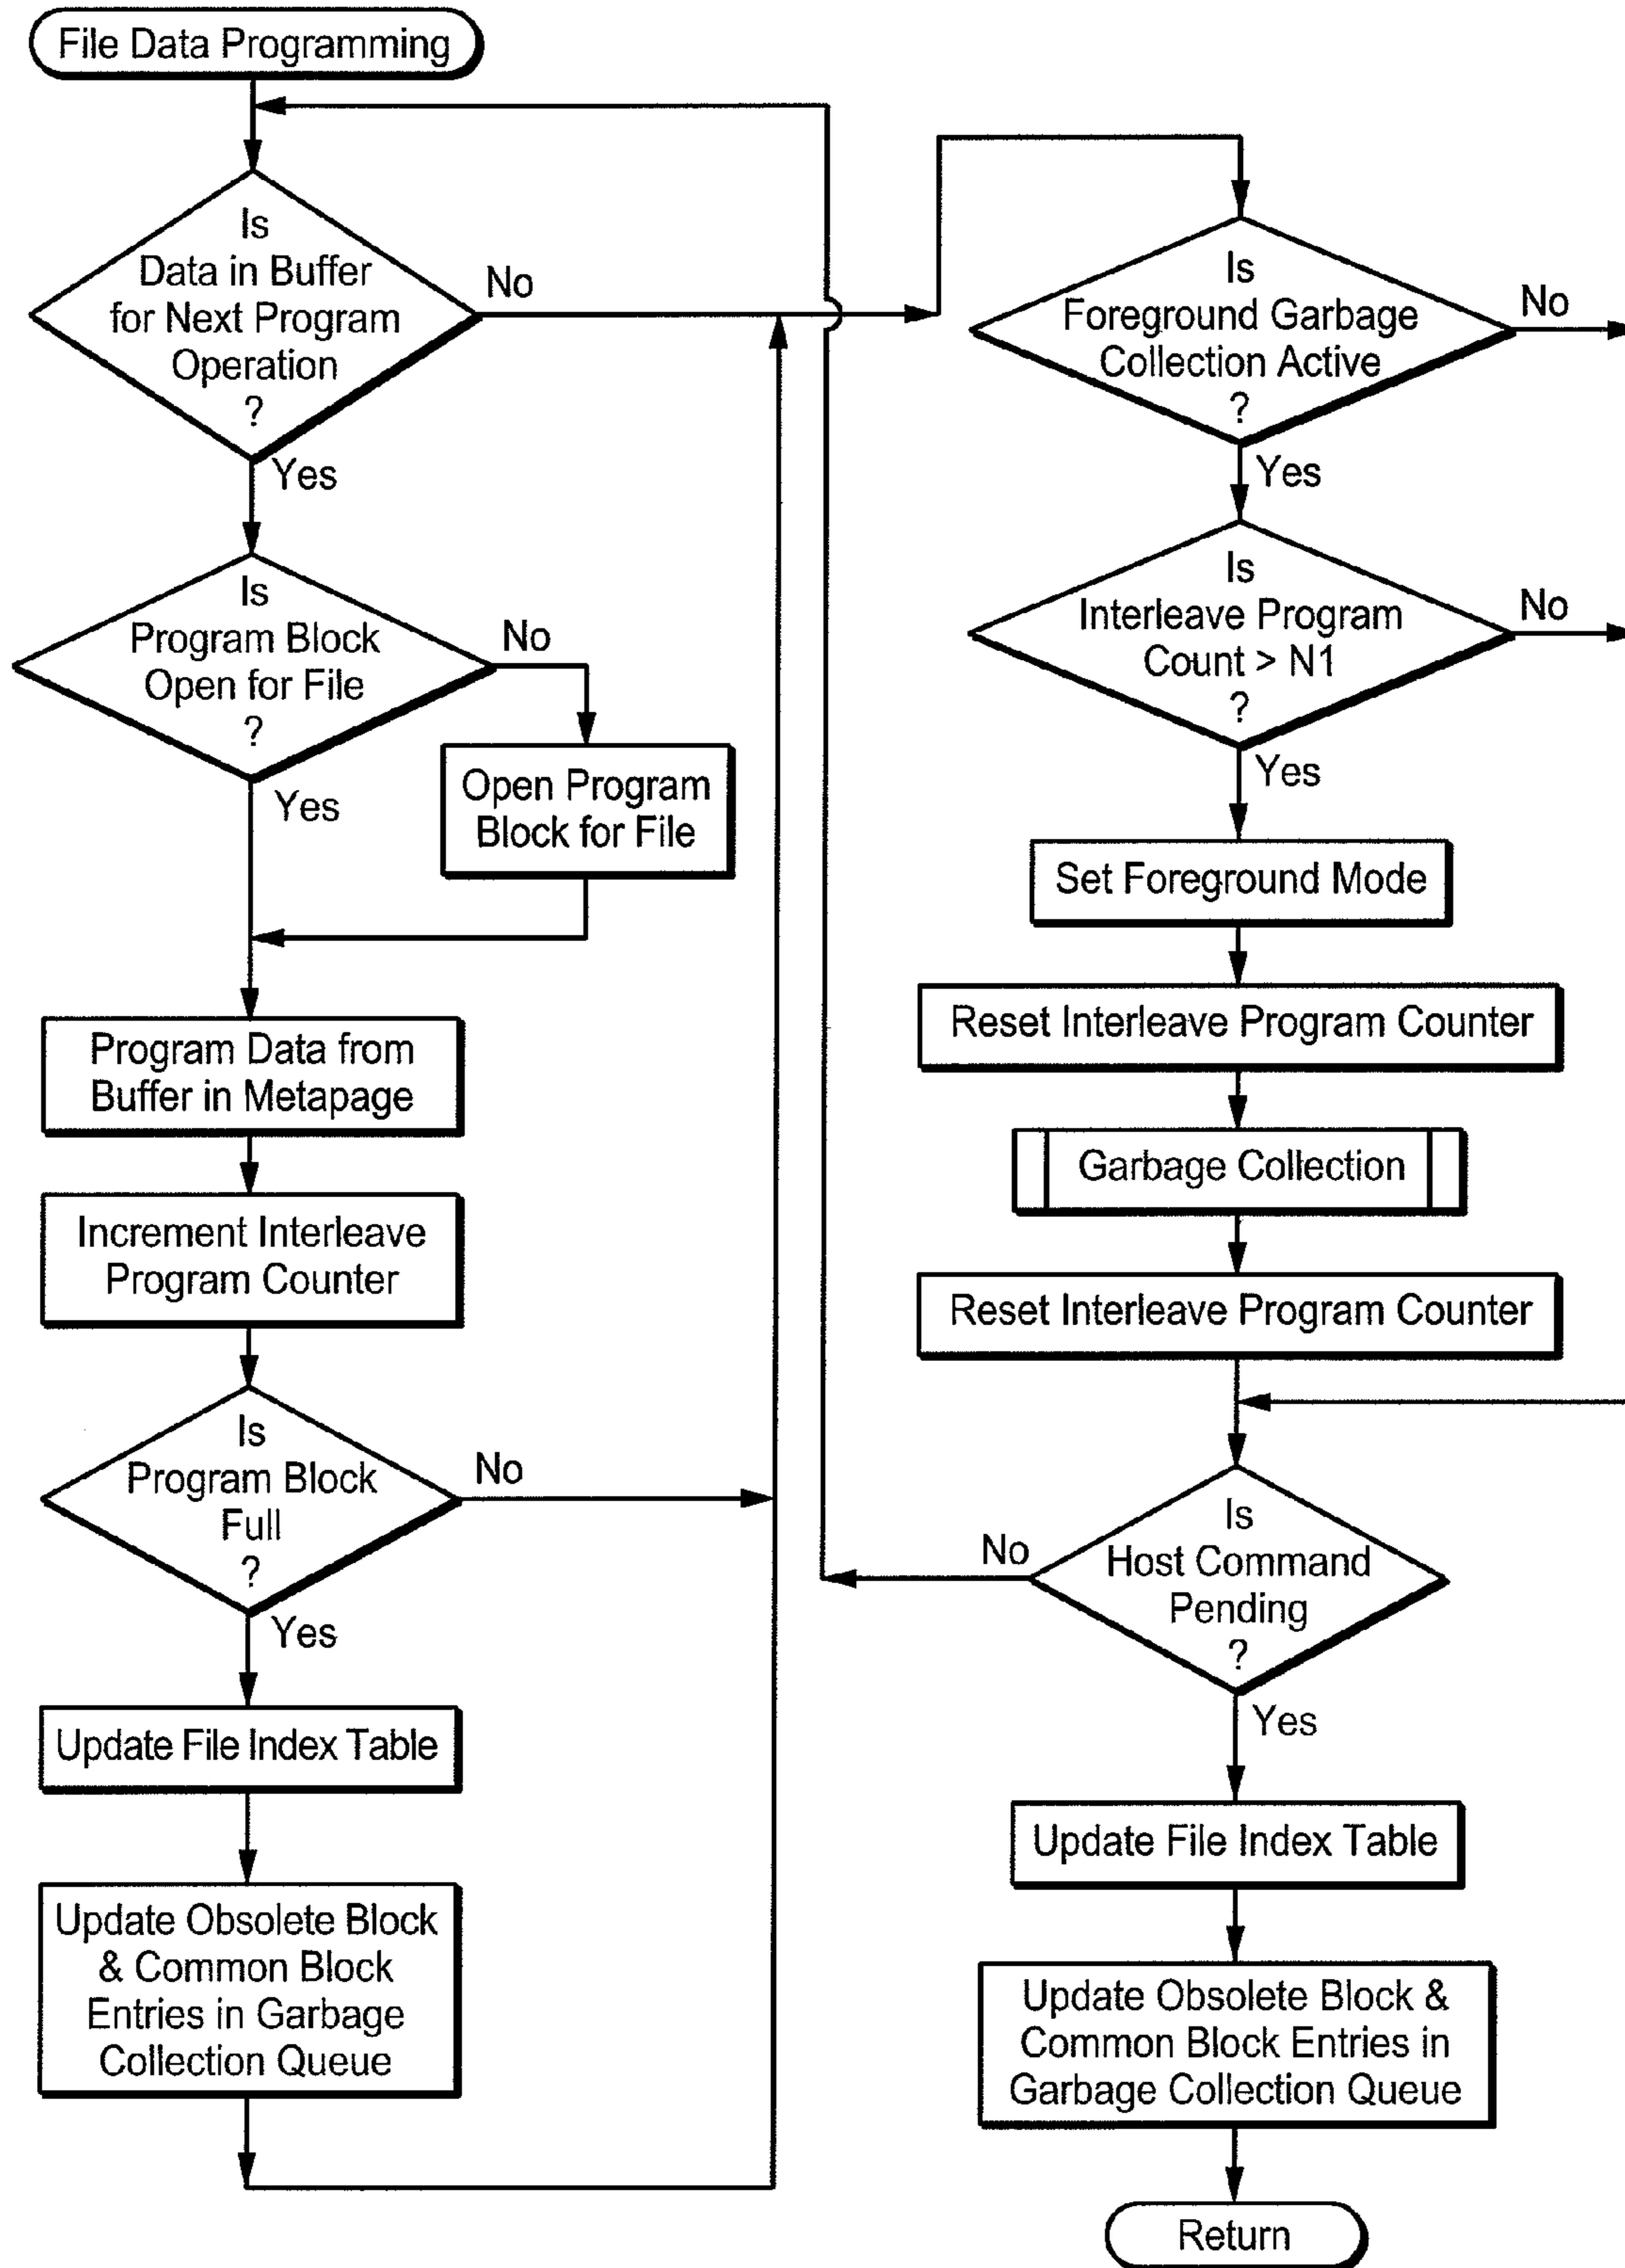 File Data Programming
Is
Data in Buffer
for Next Program
Operation
?
No
Yes
Is
Program Block
Open for File
?
No
Yes
Open Program
Block for File
Program Data from
Buffer in Metapage
Increment Interleave
Program Counter
Is
Program Block
Full
?
No
Yes
Update File Index Table
Update Obsolete Block
& Common Block
Entries in Garbage
Collection Queue
Is
Foreground Garbage
Collection Active
?
No
Yes
Is
Interleave Program
Count > N1
?
No
Yes
Set Foreground Mode
Reset Interleave Program Counter
Garbage Collection
Reset Interleave Program Counter
Is
Host Command
Pending
?
No
Yes
Update File Index Table
Update Obsolete Block &
Common Block Entries in
Garbage Collection Queue
Return